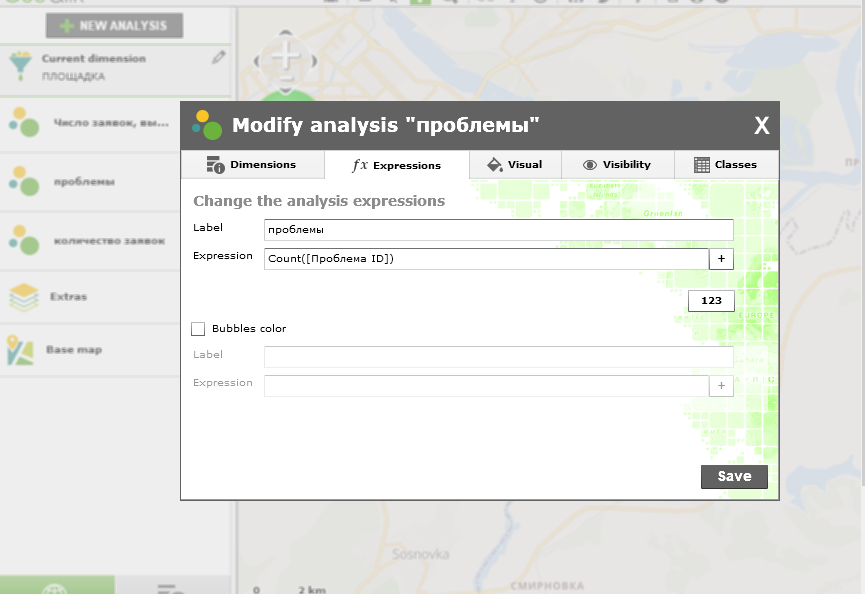 NEW ANALYSIS
Current dimension
ПЛОЩАДКА
Число заявок, вы...
проблемы
количество заявок
Extras
Base map
Modify analysis "проблемы"
X
Dimensions
fx Expressions
Visual
Visibility
Classes
Change the analysis expressions
Label
проблемы
Expression
Count([Проблема ID])
+
123
EUROPE
Bubbles color
Label
Expression
+
Save
Sosnovka
СМИРНОВКА
0
2 km